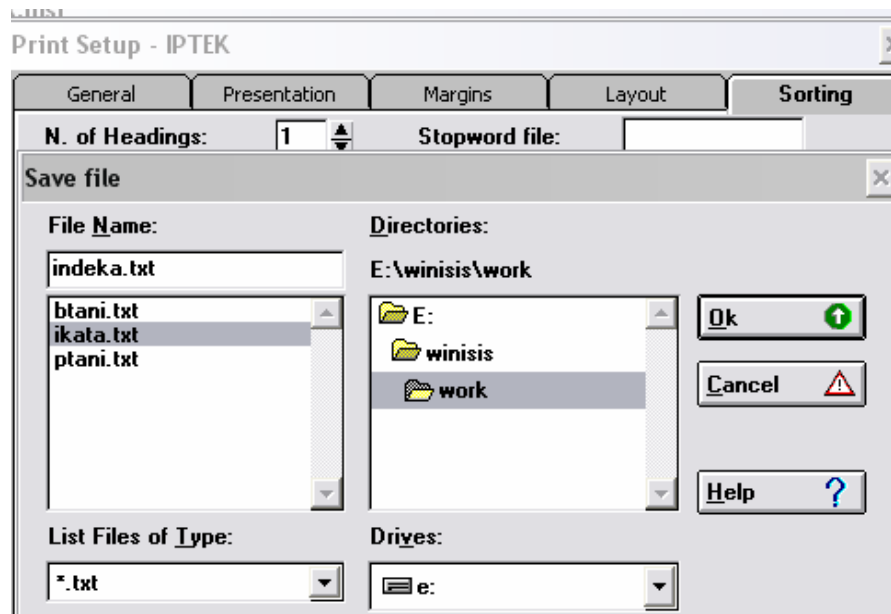 Print Setup - IPTEK
General Presentation Margins Layout Sorting
N. of Headings: 1 Stopword file:
Save file
File Name: Directories:
indeka.txt E:\winisis\work
btani.txt E: Ok
ikata.txt winisis
ptani.txt work Cancel
Help ?
List Files of Type: Drives:
*.txt e: